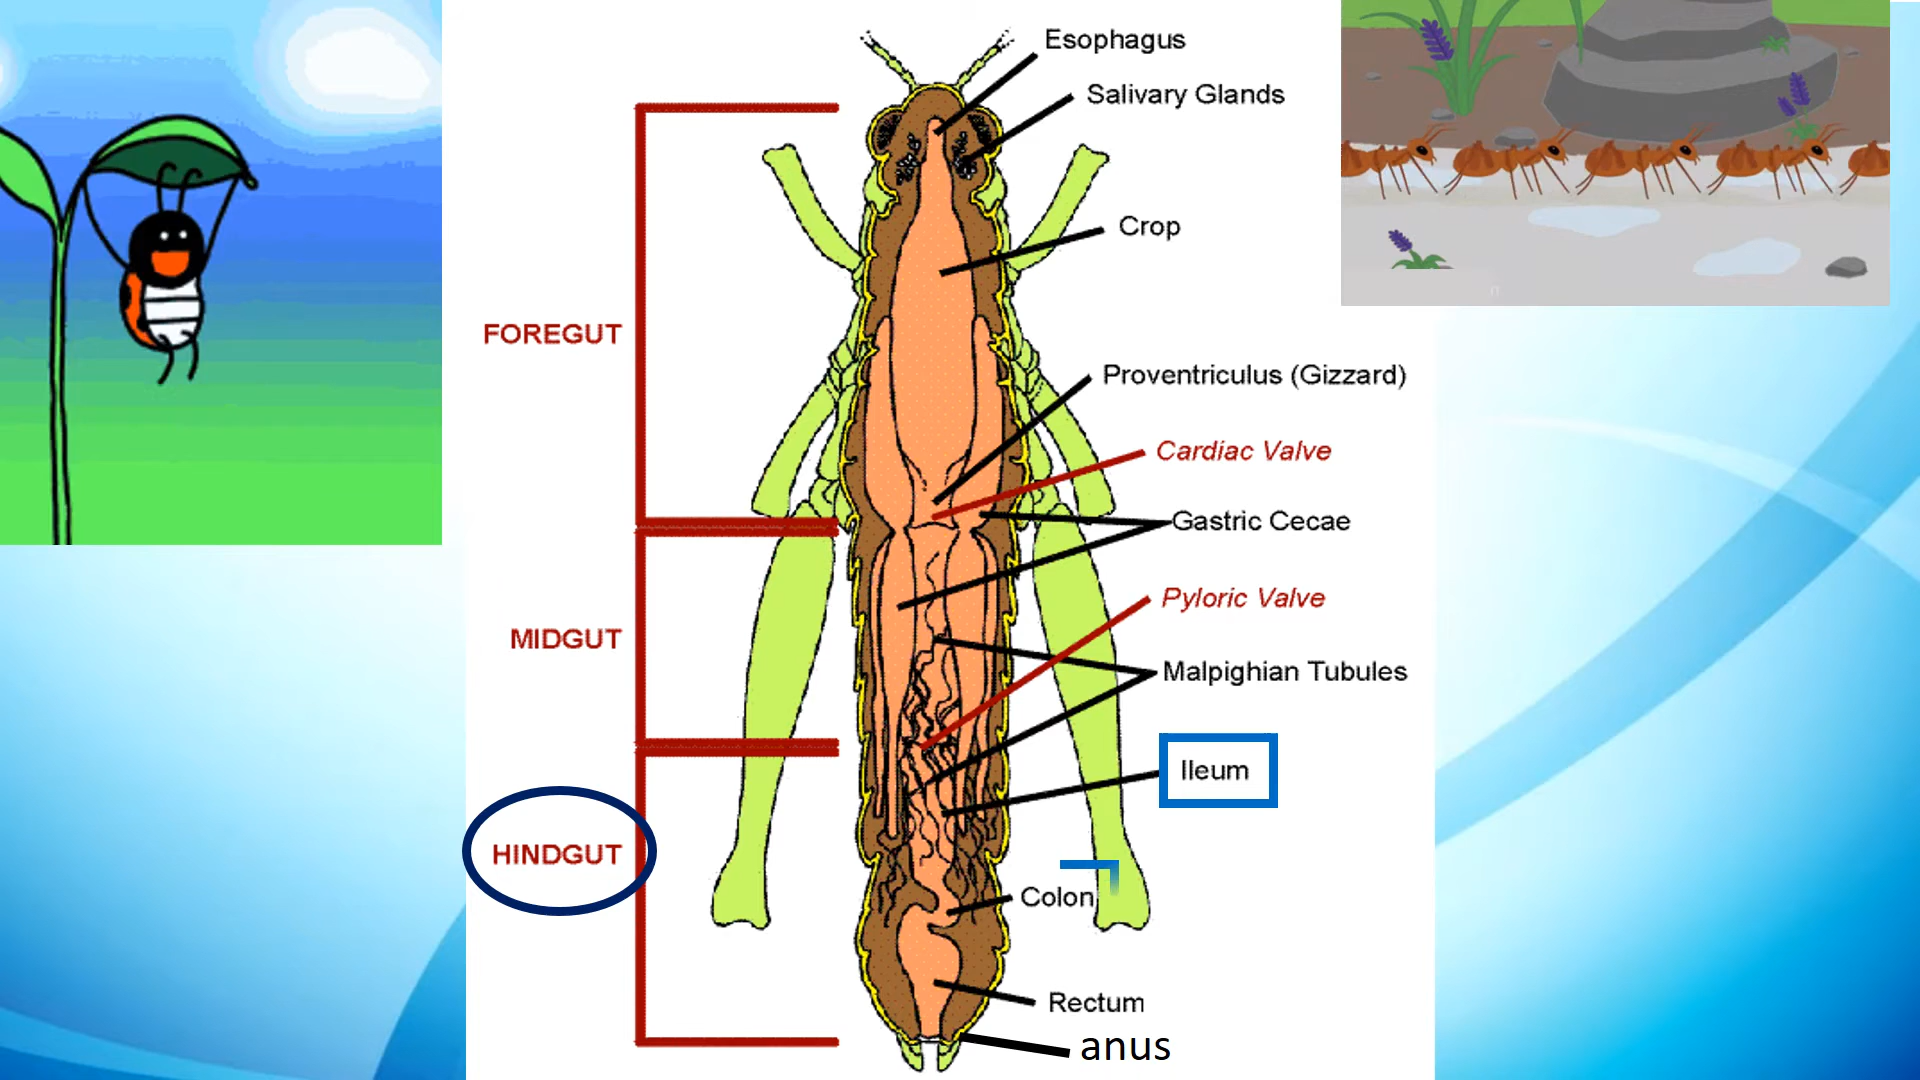 Esophagus
Salivary Glands
Crop
FOREGUT
Proventriculus (Gizzard)
Cardiac Valve
Gastric Cecae
Pyloric Valve
MIDGUT
Malpighian Tubules
Ileum
HINDGUT
Colon
Rectum
anus